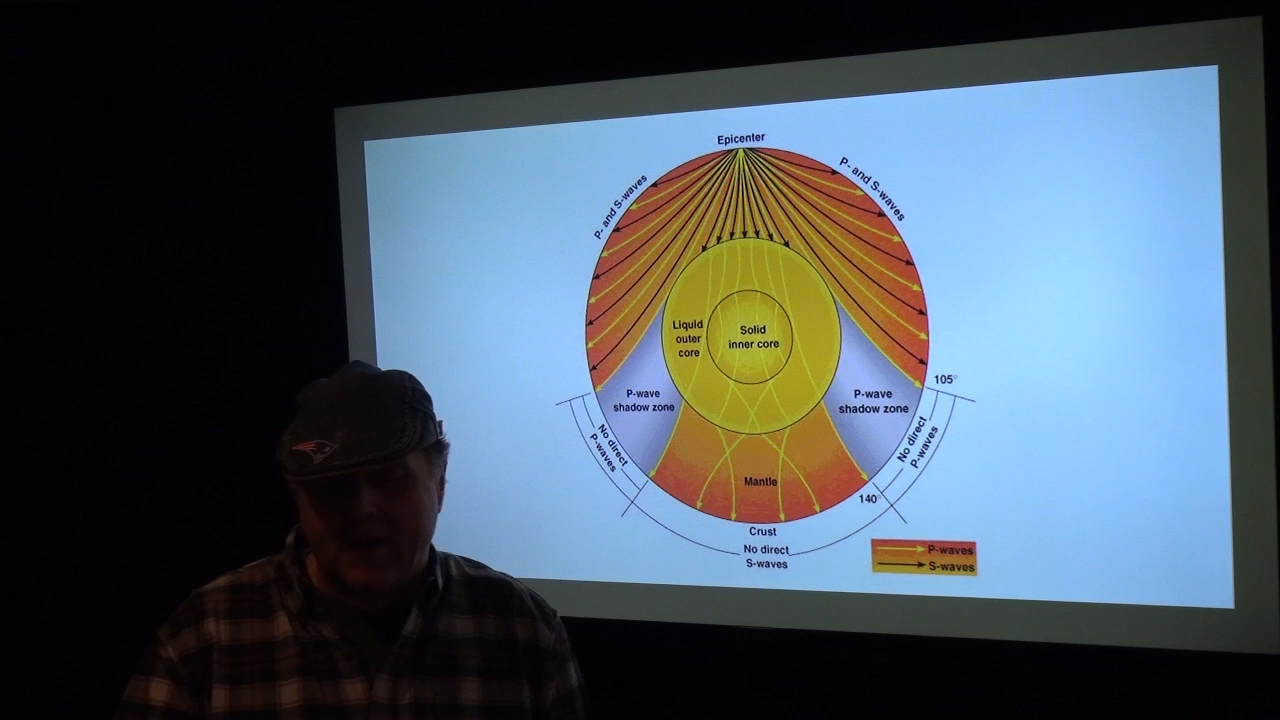 Epicenter
P- and S-waves
P- and S-waves
Liquid
outer
core
Solid
inner core
P-wave
shadow zone
P-wave
shadow zone
105°
No direct
P-waves
No direct
P-waves
Mantle
140°
Crust
No direct
S-waves
P-waves
S-waves